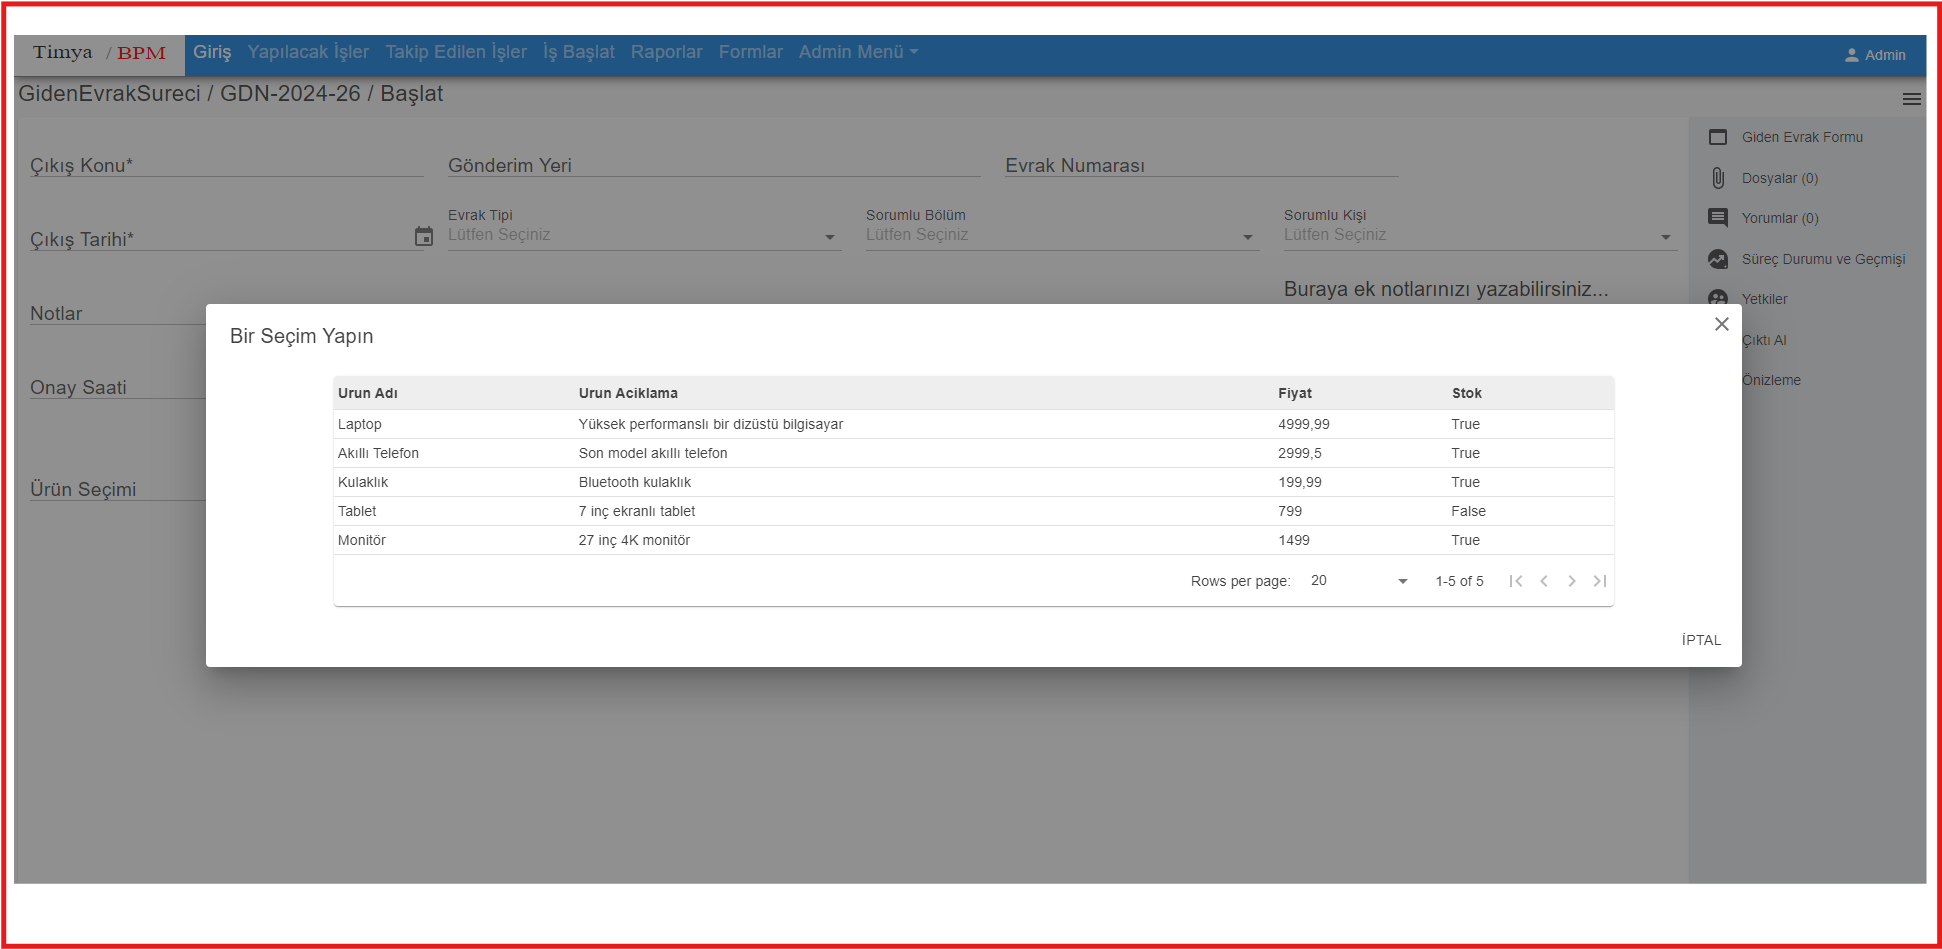 Timya / BPM Giriş Yapılacak İşler Takip Edilen İşler İş Başlat Raporlar Formlar Admin Menü Admin
GidenEvrakSureci / GDN-2024-26 / Başlat
Çıkış Konu* Gönderim Yeri Evrak Numarası
Evrak Tipi Sorumlu Bölüm Sorumlu Kişi
Çıkış Tarihi* Lütfen Seçiniz Lütfen Seçiniz Lütfen Seçiniz
Buraya ek notlarınızı yazabilirsiniz...
Notlar
Onay Saati
Ürün Seçimi
Giden Evrak Formu
Dosyalar (0)
Yorumlar (0)
Süreç Durumu ve Geçmişi
Yetkiler
Çıktı Al
Önizleme
Bir Seçim Yapın
Urun Adı Urun Aciklama Fiyat Stok
Laptop Yüksek performanslı bir dizüstü bilgisayar 4999,99 True
Akıllı Telefon Son model akıllı telefon 2999,5 True
Kulaklık Bluetooth kulaklık 199,99 True
Tablet 7 inç ekranlı tablet 799 False
Monitör 27 inç 4K monitör 1499 True
Rows per page: 20 1-5 of 5
İPTAL